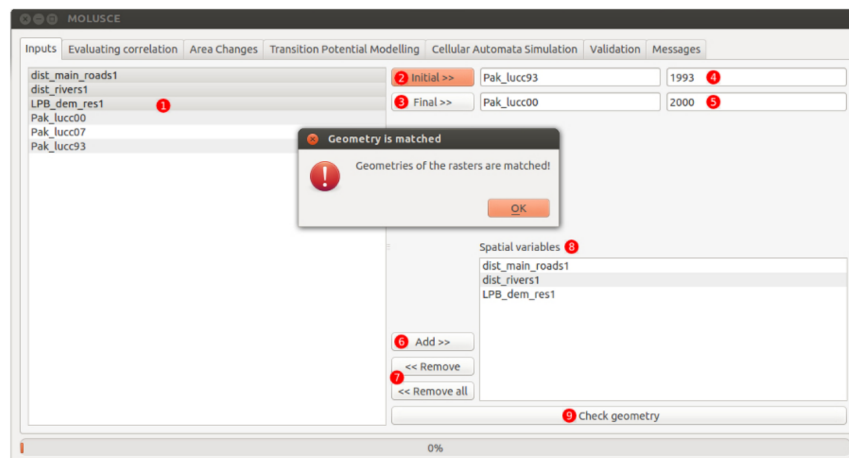 MOLUSCE
Inputs Evaluating correlation Area Changes Transition Potential Modelling Cellular Automata Simulation Validation Messages
dist_main_roads1
dist_rivers1
LPB_dem_res1 1
Pak_lucc00
Pak_lucc07
Pak_lucc93
2 Initial >> Pak_lucc93 1993 4
3 Final >> Pak_lucc00 2000 5
Geometry is matched
Geometries of the rasters are matched!
OK
Spatial variables 8
dist_main_roads1
dist_rivers1
LPB_dem_res1
6 Add >>
<< Remove
7
<< Remove all
9 Check geometry
0%